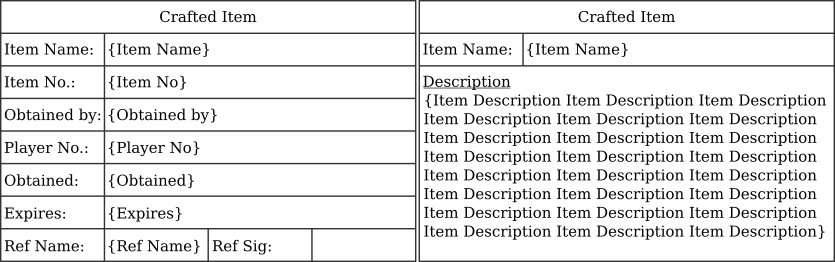 Crafted Item
Item Name: {Item Name}
Item No.: {Item No}
Obtained by: {Obtained by}
Player No.: {Player No}
Obtained: {Obtained}
Expires: {Expires}
Ref Name: {Ref Name} Ref Sig:
Crafted Item
Item Name: {Item Name}
Description
{Item Description Item Description Item Description
Item Description Item Description Item Description
Item Description Item Description Item Description
Item Description Item Description Item Description
Item Description Item Description Item Description
Item Description Item Description Item Description
Item Description Item Description Item Description
Item Description Item Description Item Description}